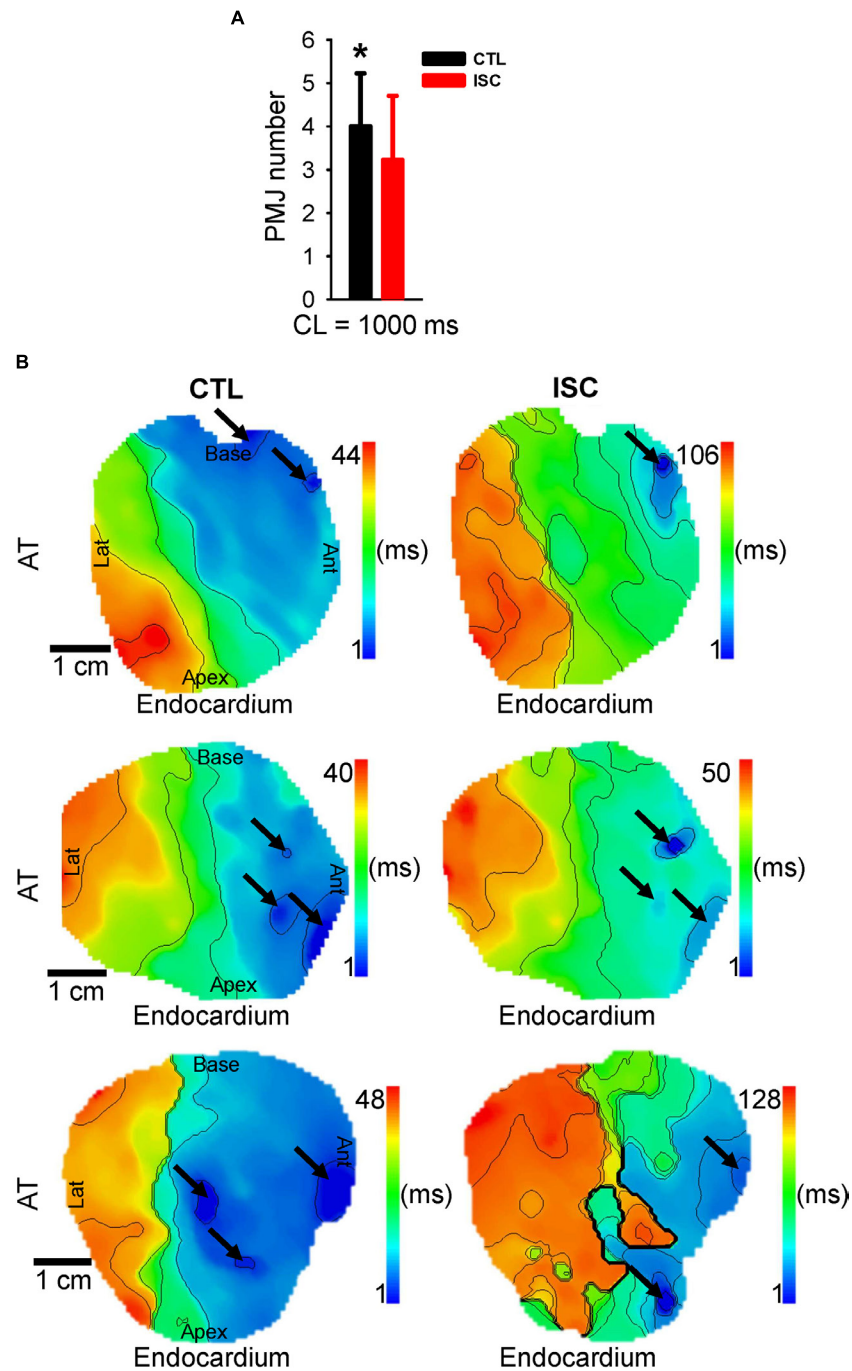 A
*
CTL
ISC
PMJ number
6
5
4
3
2
1
0
CL = 1000 ms
B
CTL
ISC
AT
Base
Lat
Ant
Apex
1 cm
Endocardium
44
(ms)
1
Endocardium
106
(ms)
1
AT
Base
Lat
Ant
Apex
1 cm
Endocardium
40
(ms)
1
Endocardium
50
(ms)
1
AT
Base
Lat
Ant
Apex
1 cm
Endocardium
48
(ms)
1
Endocardium
128
(ms)
1